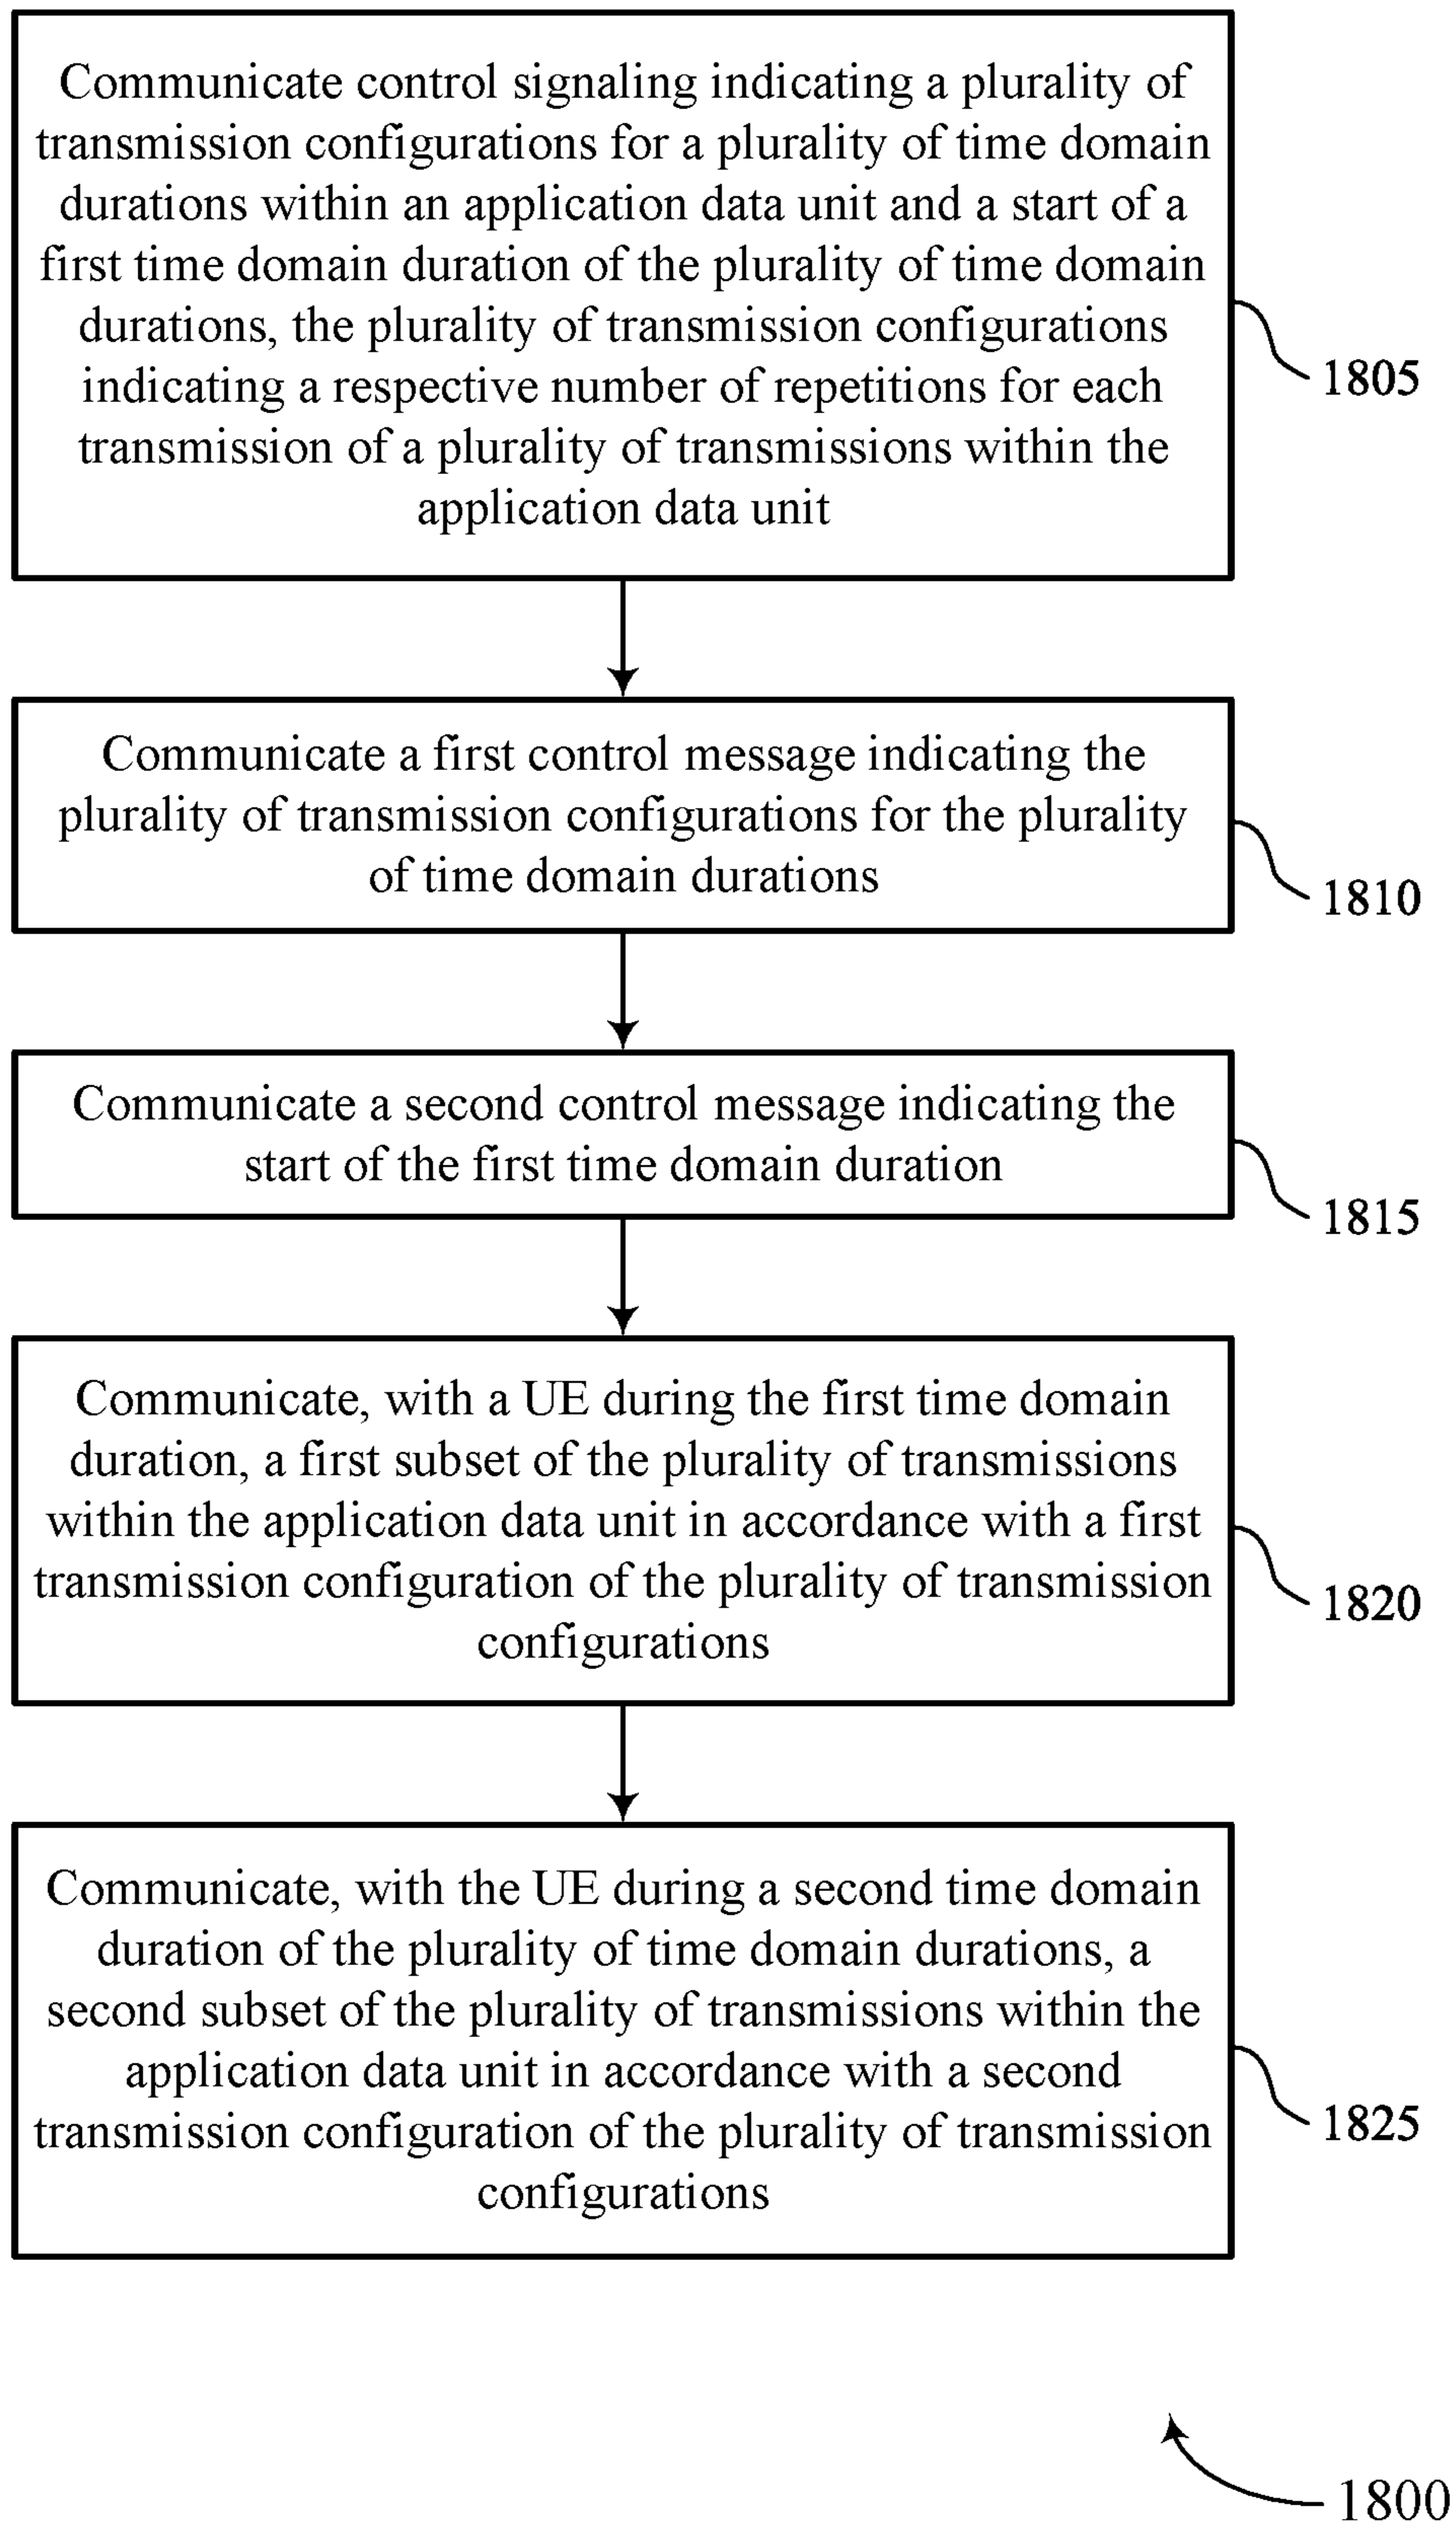 Communicate control signaling indicating a plurality of
transmission configurations for a plurality of time domain
durations within an application data unit and a start of a
first time domain duration of the plurality of time domain
durations, the plurality of transmission configurations
indicating a respective number of repetitions for each
transmission of a plurality of transmissions within the
application data unit
1805
Communicate a first control message indicating the
plurality of transmission configurations for the plurality
of time domain durations
1810
Communicate a second control message indicating the
start of the first time domain duration
1815
Communicate, with a UE during the first time domain
duration, a first subset of the plurality of transmissions
within the application data unit in accordance with a first
transmission configuration of the plurality of transmission
configurations
1820
Communicate, with the UE during a second time domain
duration of the plurality of time domain durations, a
second subset of the plurality of transmissions within the
application data unit in accordance with a second
transmission configuration of the plurality of transmission
configurations
1825
1800